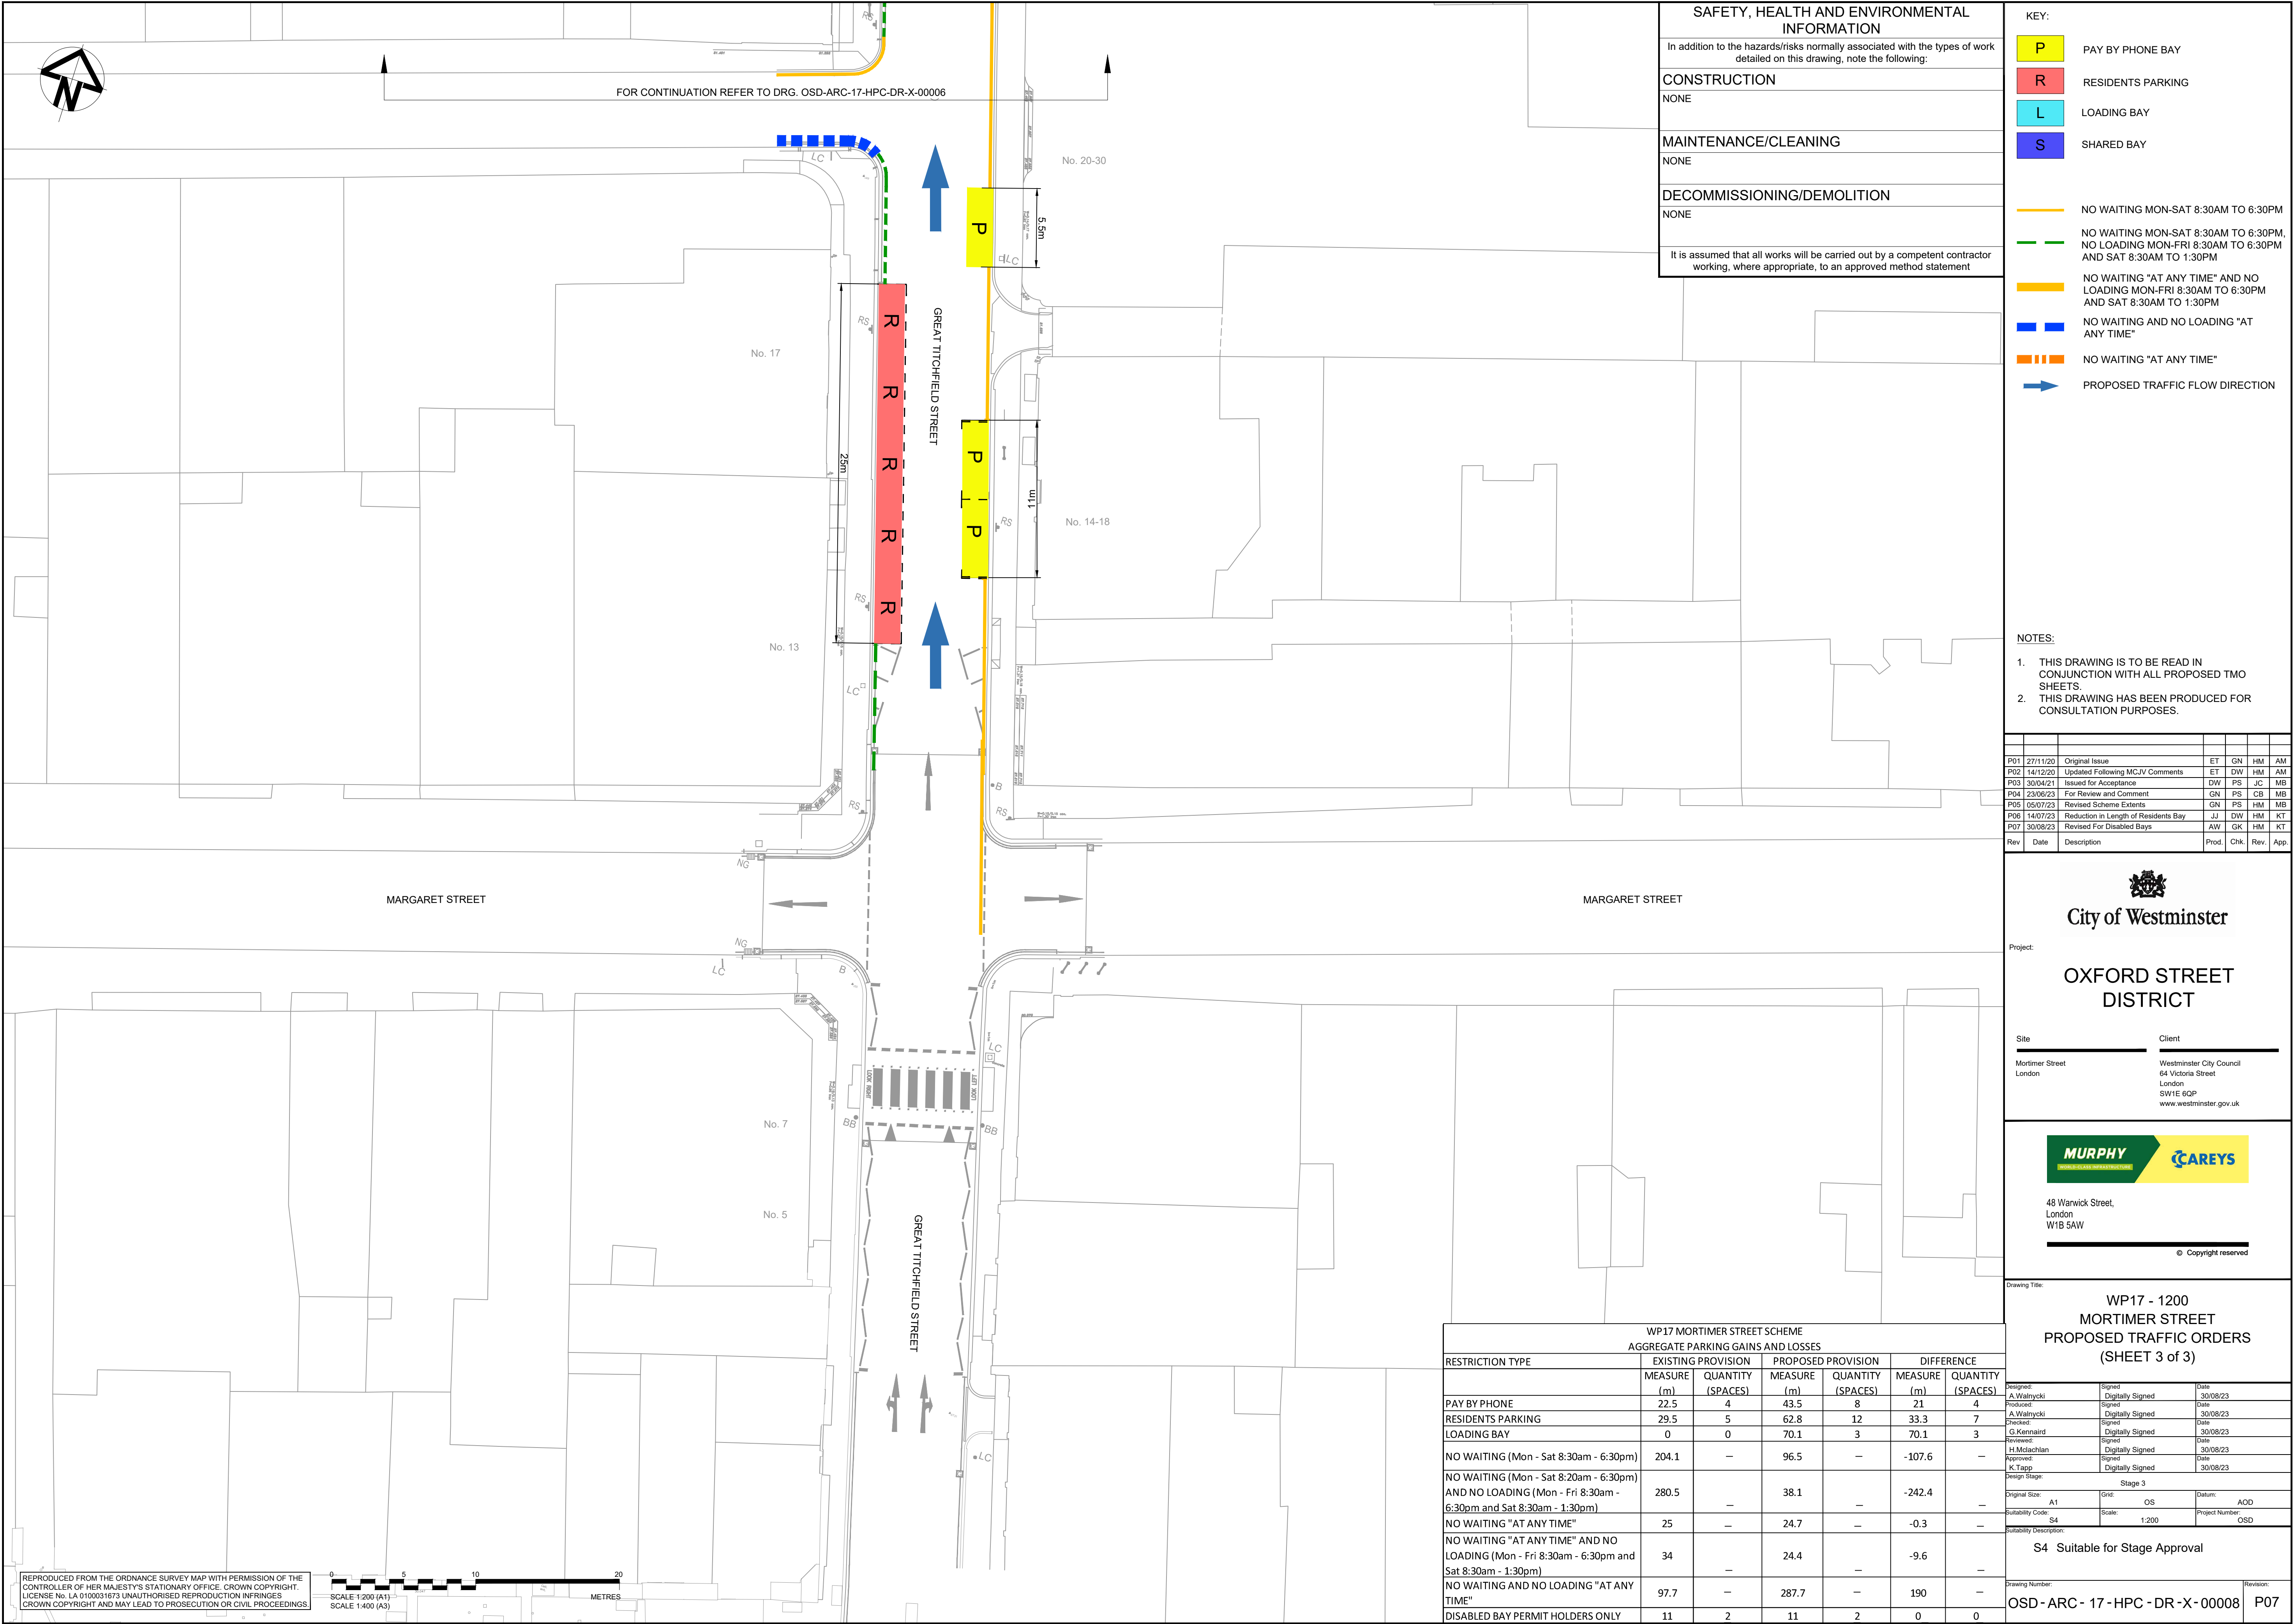 FOR CONTINUATION REFER TO DRG. OSD-ARC-17-HPC-DR-X-00006
N
RS
LC
No. 20-30
P
5.5m
LC
RS
No. 17
R
R
R
R
R
25m
GREAT TITCHFIELD STREET
P
P
11m
RS
No. 14-18
RS
No. 13
LC
B
RS
RS
NG
MARGARET STREET
MARGARET STREET
NG
LC
B
LC
LOOK RIGHT
LOOK LEFT
No. 7
BB
BB
No. 5
GREAT TITCHFIELD STREET
LC
REPRODUCED FROM THE ORDNANCE SURVEY MAP WITH PERMISSION OF THE
CONTROLLER OF HER MAJESTY'S STATIONARY OFFICE. CROWN COPYRIGHT.
LICENSE No. LA 0100031673 UNAUTHORISED REPRODUCTION INFRINGES
CROWN COPYRIGHT AND MAY LEAD TO PROSECUTION OR CIVIL PROCEEDINGS.
0 5 10 20
SCALE 1:200 (A1) METRES
SCALE 1:400 (A3)
SAFETY, HEALTH AND ENVIRONMENTAL
INFORMATION
In addition to the hazards/risks normally associated with the types of work
detailed on this drawing, note the following:
CONSTRUCTION
NONE
MAINTENANCE/CLEANING
NONE
DECOMMISSIONING/DEMOLITION
NONE
It is assumed that all works will be carried out by a competent contractor
working, where appropriate, to an approved method statement
WP17 MORTIMER STREET SCHEME
AGGREGATE PARKING GAINS AND LOSSES
RESTRICTION TYPE EXISTING PROVISION PROPOSED PROVISION DIFFERENCE
MEASURE QUANTITY MEASURE QUANTITY MEASURE QUANTITY
(m) (SPACES) (m) (SPACES) (m) (SPACES)
PAY BY PHONE 22.5 4 43.5 8 21 4
RESIDENTS PARKING 29.5 5 62.8 12 33.3 7
LOADING BAY 0 0 70.1 3 70.1 3
NO WAITING (Mon - Sat 8:30am - 6:30pm) 204.1 – 96.5 – -107.6 –
NO WAITING (Mon - Sat 8:20am - 6:30pm)
AND NO LOADING (Mon - Fri 8:30am - 280.5 – 38.1 – -242.4 –
6:30pm and Sat 8:30am - 1:30pm)
NO WAITING "AT ANY TIME" 25 – 24.7 – -0.3 –
NO WAITING "AT ANY TIME" AND NO
LOADING (Mon - Fri 8:30am - 6:30pm and 34 – 24.4 – -9.6 –
Sat 8:30am - 1:30pm)
NO WAITING AND NO LOADING "AT ANY 97.7 – 287.7 – 190 –
TIME"
DISABLED BAY PERMIT HOLDERS ONLY 11 2 11 2 0 0
KEY:
P PAY BY PHONE BAY
R RESIDENTS PARKING
L LOADING BAY
S SHARED BAY
NO WAITING MON-SAT 8:30AM TO 6:30PM
NO WAITING MON-SAT 8:30AM TO 6:30PM,
NO LOADING MON-FRI 8:30AM TO 6:30PM
AND SAT 8:30AM TO 1:30PM
NO WAITING "AT ANY TIME" AND NO
LOADING MON-FRI 8:30AM TO 6:30PM
AND SAT 8:30AM TO 1:30PM
NO WAITING AND NO LOADING "AT
ANY TIME"
NO WAITING "AT ANY TIME"
PROPOSED TRAFFIC FLOW DIRECTION
NOTES:
1. THIS DRAWING IS TO BE READ IN
CONJUNCTION WITH ALL PROPOSED TMO
SHEETS.
2. THIS DRAWING HAS BEEN PRODUCED FOR
CONSULTATION PURPOSES.
P01 27/11/20 Original Issue ET GN HM AM
P02 14/12/20 Updated Following MCJV Comments ET DW HM AM
P03 30/04/21 Issued for Acceptance DW PS JC MB
P04 23/06/23 For Review and Comment GN PS CB MB
P05 05/07/23 Revised Scheme Extents GN PS HM MB
P06 14/07/23 Reduction in Length of Residents Bay JJ DW HM KT
P07 30/08/23 Revised For Disabled Bays AW GK HM KT
Rev Date Description Prod. Chk. Rev. App.
City of Westminster
Project:
OXFORD STREET
DISTRICT
Site Client
Mortimer Street Westminster City Council
London 64 Victoria Street
London
SW1E 6QP
www.westminster.gov.uk
MURPHY CAREYS
WORLD-CLASS INFRASTRUCTURE
48 Warwick Street,
London
W1B 5AW
© Copyright reserved
Drawing Title:
WP17 - 1200
MORTIMER STREET
PROPOSED TRAFFIC ORDERS
(SHEET 3 of 3)
Designed: Signed Date
A.Walnycki Digitally Signed 30/08/23
Produced: Signed Date
A.Walnycki Digitally Signed 30/08/23
Checked: Signed Date
G.Kennaird Digitally Signed 30/08/23
Reviewed: Signed Date
H.Mclachlan Digitally Signed 30/08/23
Approved: Signed Date
K.Tapp Digitally Signed 30/08/23
Design Stage:
Stage 3
Original Size: Grid: Datum:
A1 OS AOD
Suitability Code: Scale: Project Number:
S4 1:200 OSD
Suitability Description:
S4 Suitable for Stage Approval
Drawing Number: Revision:
OSD - ARC - 17 - HPC - DR - X - 00008 P07